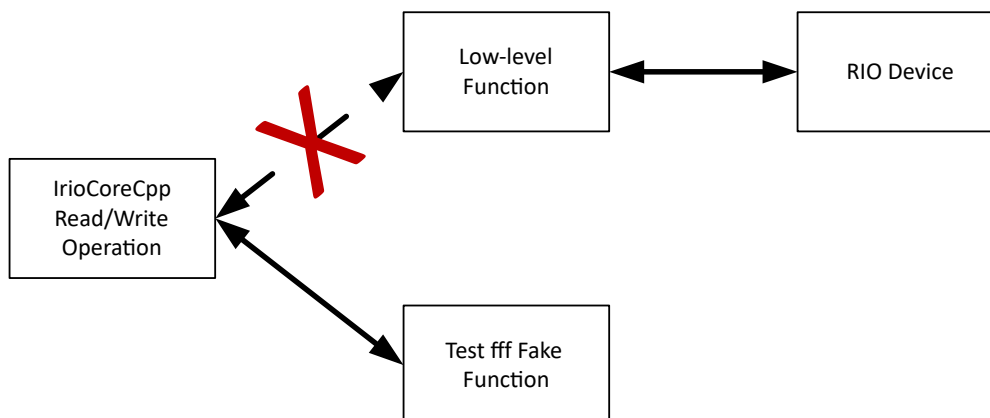 Low-level
Function
RIO Device
IrioCoreCpp
Read/Write
Operation
Test fff Fake
Function